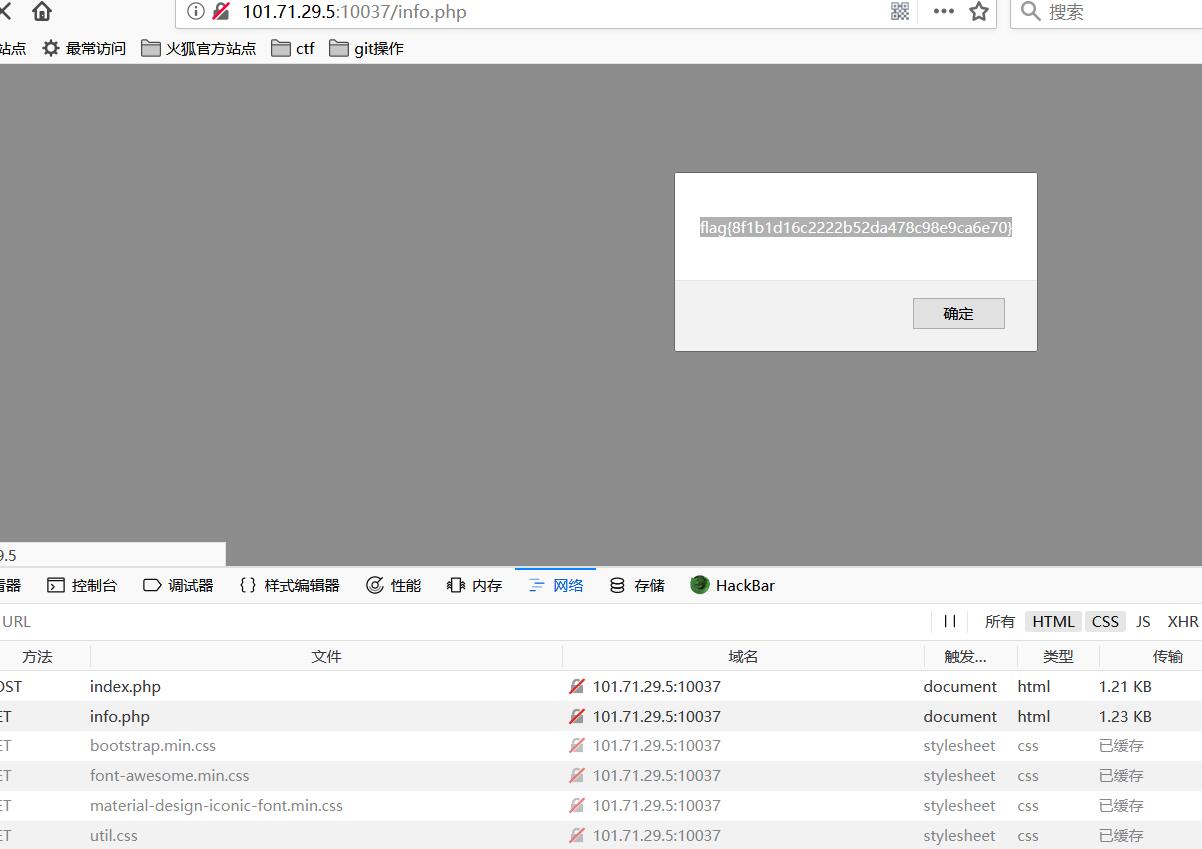 101.71.29.5:10037/info.php
搜索
站点 最常访问 火狐官方站点 ctf git操作
flag{8f1b1d16c2222b52da478c98e9ca6e70}
确定
9.5
看器 控制台 调试器 {} 样式编辑器 性能 内存 网络 存储 HackBar
URL 所有 HTML CSS JS XHR
方法 文件 域名 触发... 类型 传输
OST index.php 101.71.29.5:10037 document html 1.21 KB
ET info.php 101.71.29.5:10037 document html 1.23 KB
ET bootstrap.min.css 101.71.29.5:10037 stylesheet css 已缓存
ET font-awesome.min.css 101.71.29.5:10037 stylesheet css 已缓存
ET material-design-iconic-font.min.css 101.71.29.5:10037 stylesheet css 已缓存
ET util.css 101.71.29.5:10037 stylesheet css 已缓存